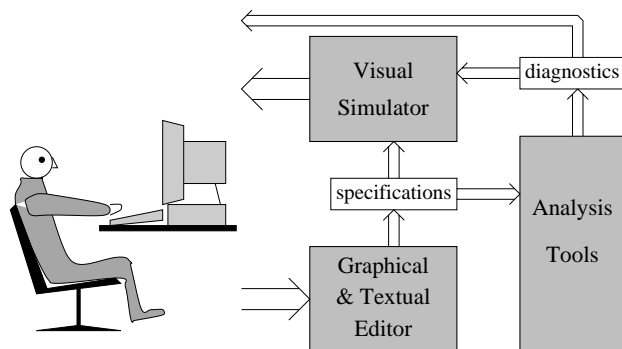 Visual
Simulator
diagnostics
specifications
Analysis
Tools
Graphical
& Textual
Editor